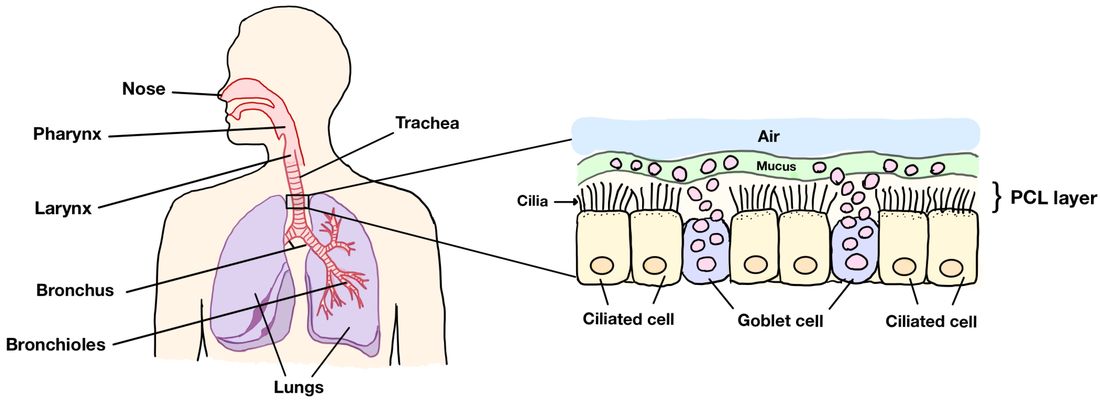 Nose
Pharynx
Larynx
Bronchus
Bronchioles
Lungs
Trachea
Air
Mucus
Cilia
PCL layer
Ciliated cell
Goblet cell
Ciliated cell